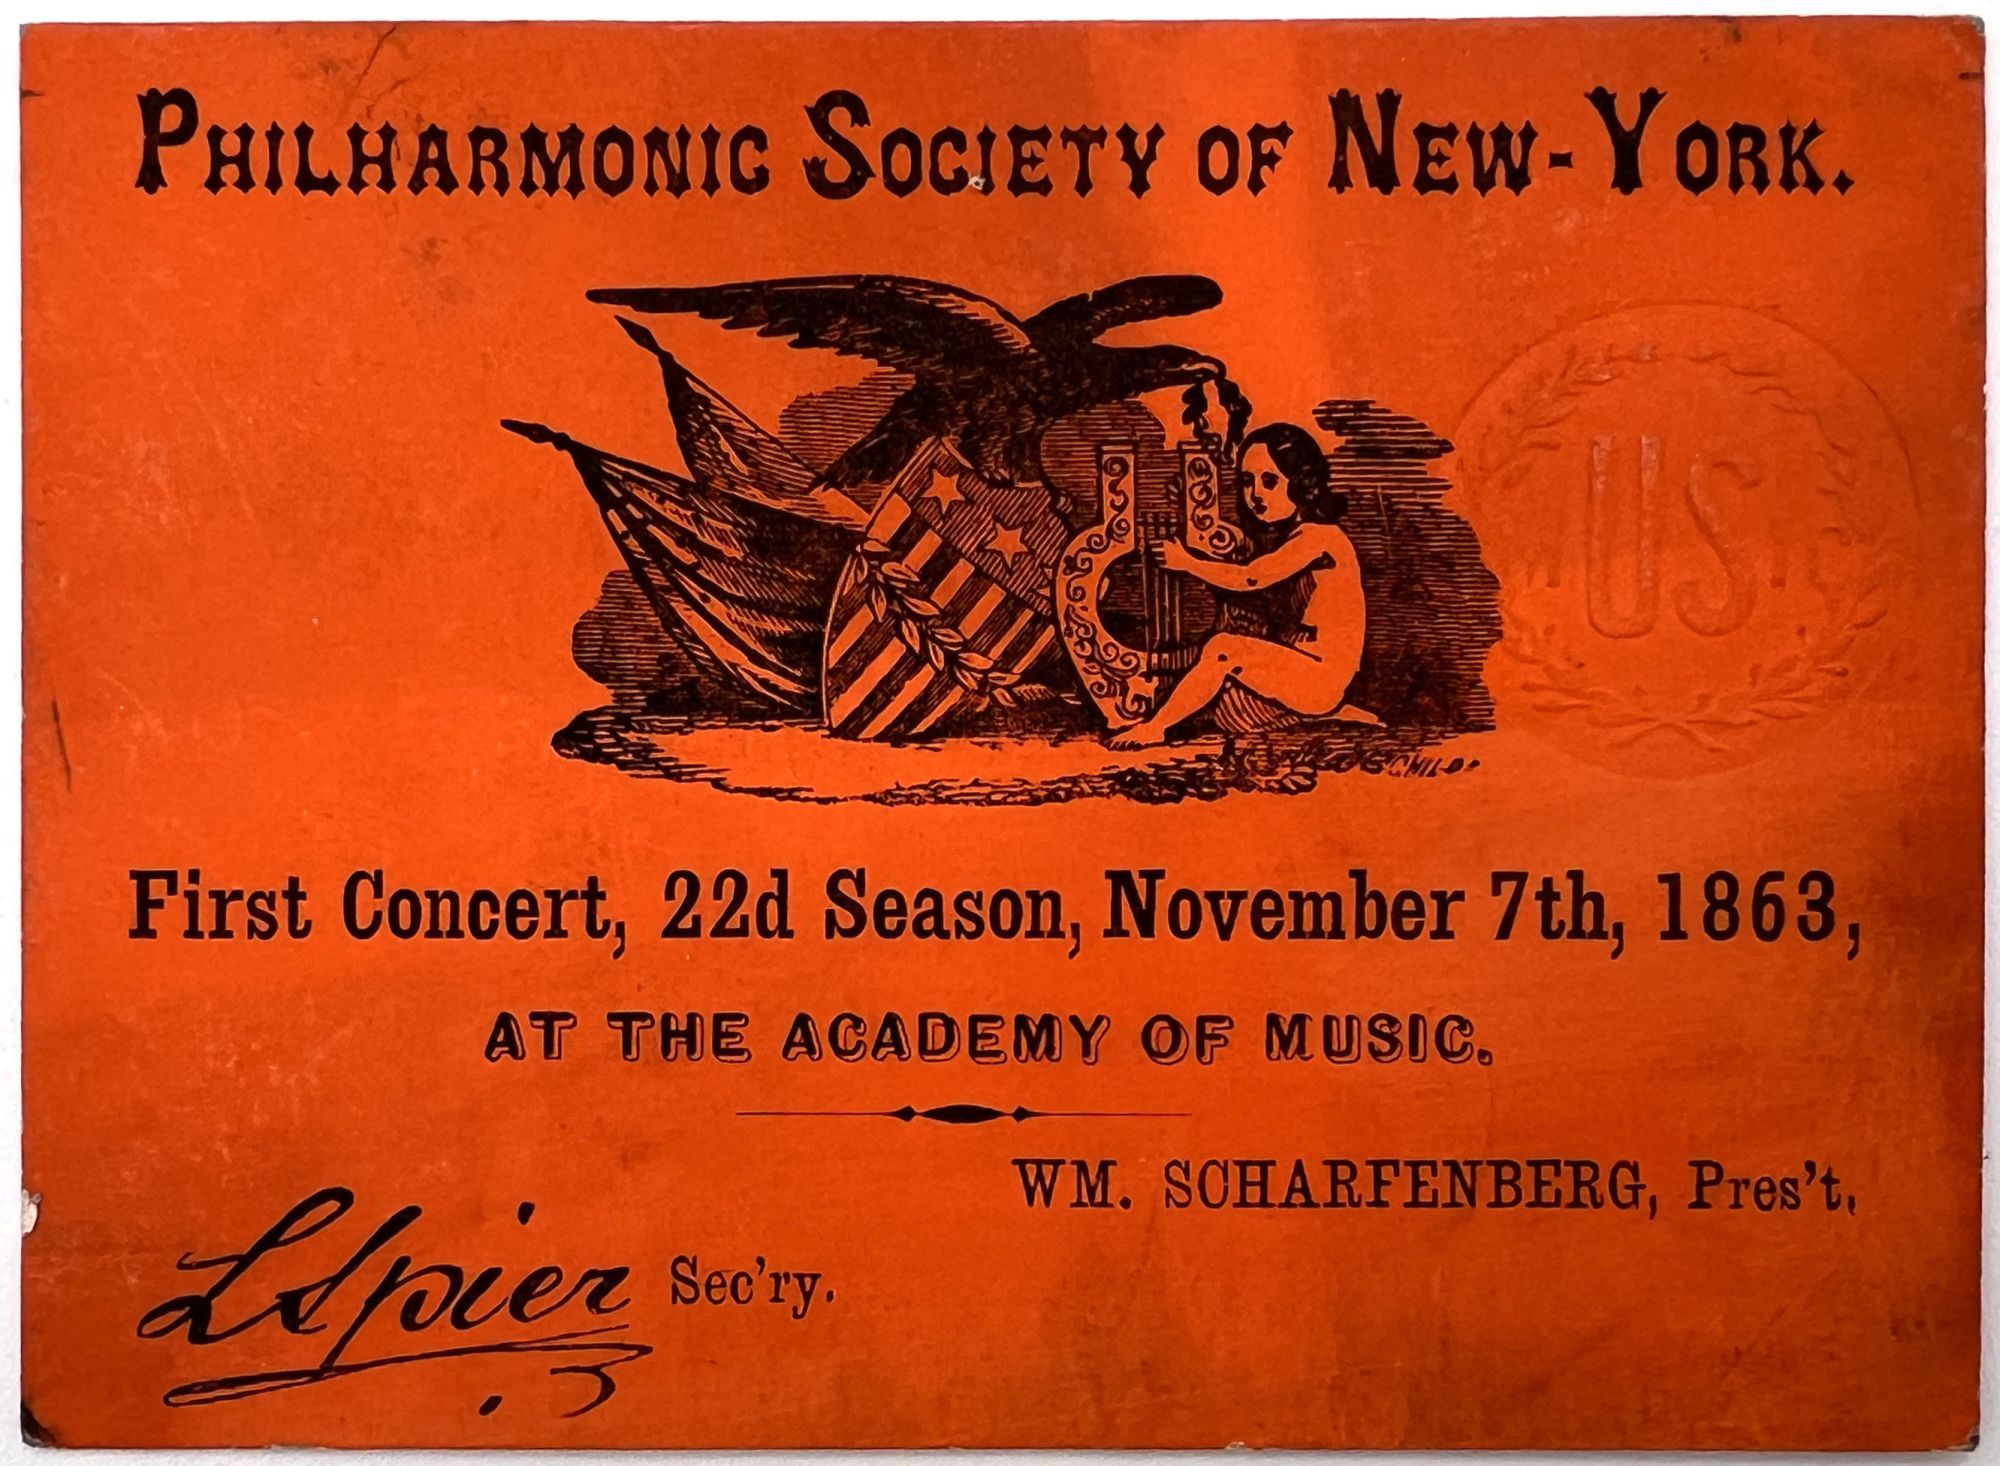 PHILHARMONIC SOCIETY OF NEW-YORK.
US
First Concert, 22d Season, November 7th, 1863,
AT THE ACADEMY OF MUSIC.
WM. SCHARFENBERG, Pres't.
L Spier Sec'ry.